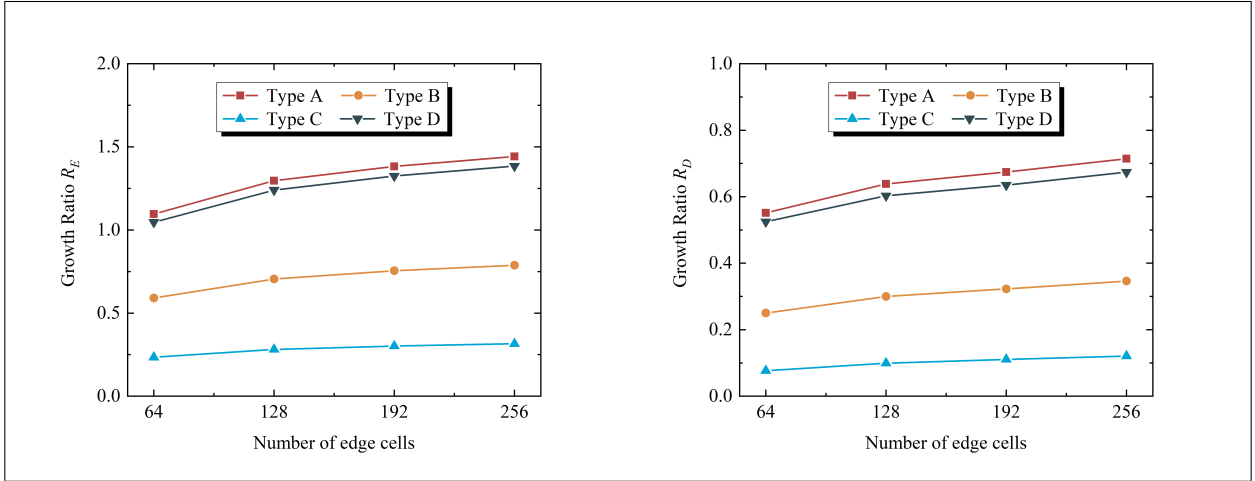 2.0
1.5
1.0
0.5
0.0
Growth Ratio R_E
Type A Type B
Type C Type D
64 128 192 256
Number of edge cells
1.0
0.8
0.6
0.4
0.2
0.0
Growth Ratio R_D
Type A Type B
Type C Type D
64 128 192 256
Number of edge cells